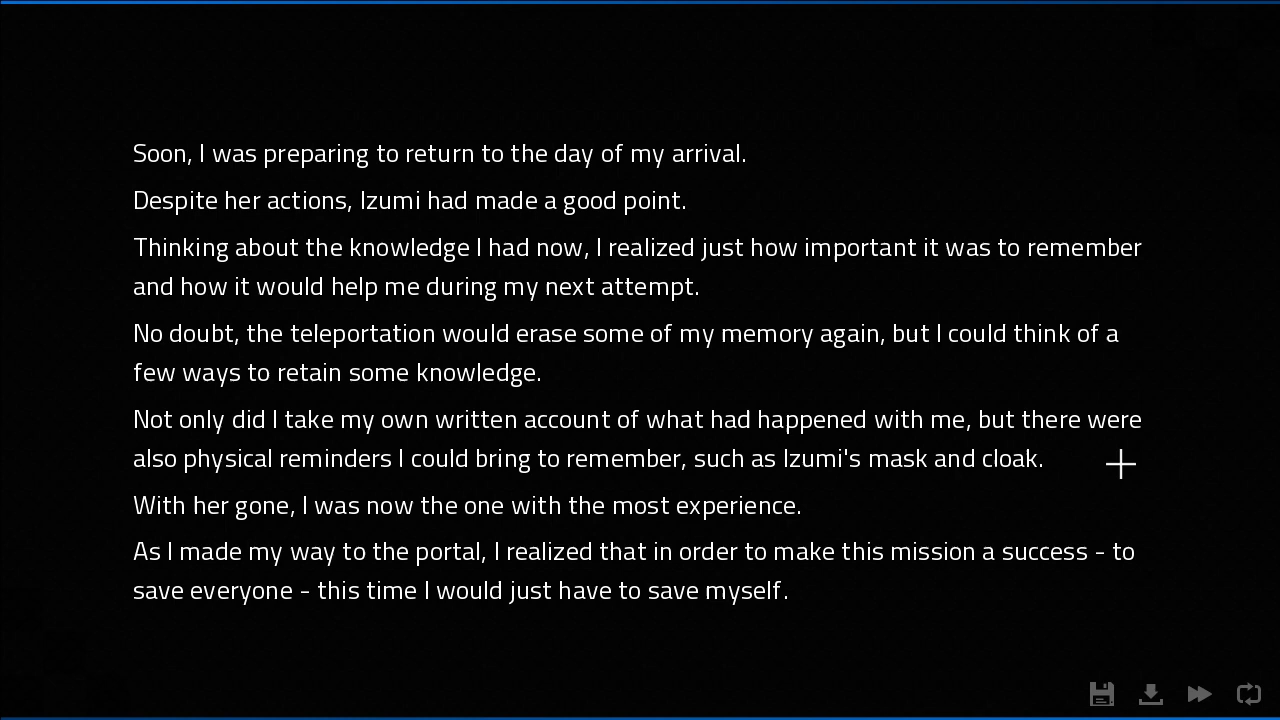 Soon, I was preparing to return to the day of my arrival.
Despite her actions, Izumi had made a good point.
Thinking about the knowledge I had now, I realized just how important it was to remember
and how it would help me during my next attempt.
No doubt, the teleportation would erase some of my memory again, but I could think of a
few ways to retain some knowledge.
Not only did I take my own written account of what had happened with me, but there were
also physical reminders I could bring to remember, such as Izumi's mask and cloak.
With her gone, I was now the one with the most experience.
As I made my way to the portal, I realized that in order to make this mission a success - to
save everyone - this time I would just have to save myself.